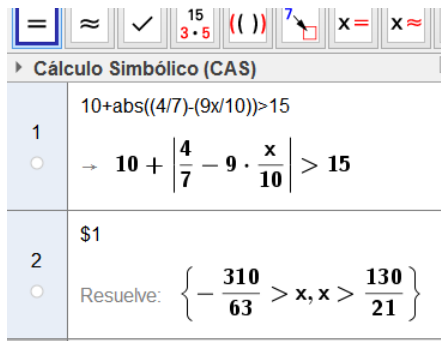 = ≈ ✓ 15 3·5 (( )) 7 x = x ≈
Cálculo Simbólico (CAS)
1
10+abs((4/7)-(9x/10))>15
→ 10 + |4/7 − 9 · x/10| > 15
2
$1
Resuelve: {− 310/63 > x, x > 130/21}